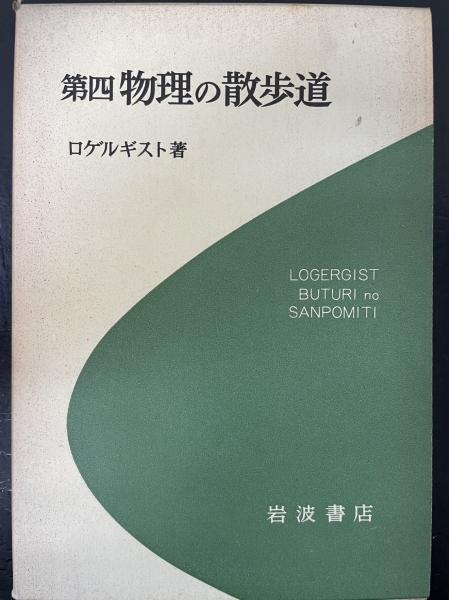 第四 物理の散歩道
ロゲルギスト著
LOGERGIST
BUTURI no
SANPOMITI
岩波書店